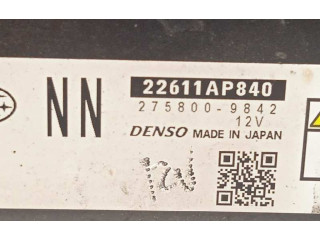 NN
22611AP840
275800-9842
12V
DENSO MADE IN JAPAN